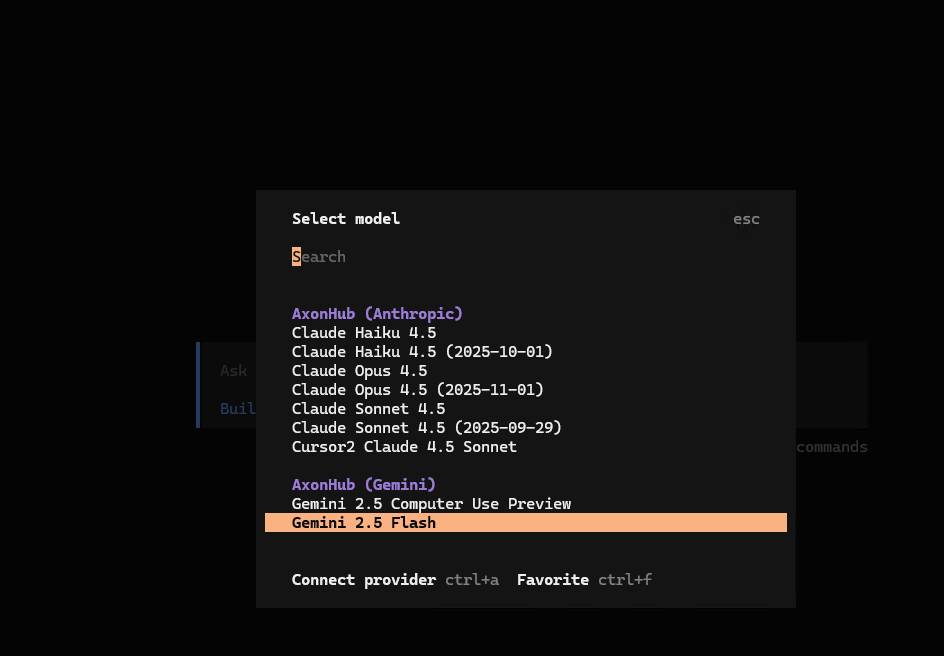 Select model esc
Search
AxonHub (Anthropic)
Claude Haiku 4.5
Claude Haiku 4.5 (2025-10-01)
Ask
Claude Opus 4.5
Claude Opus 4.5 (2025-11-01)
Buil
Claude Sonnet 4.5
Claude Sonnet 4.5 (2025-09-29)
Cursor2 Claude 4.5 Sonnet
commands
AxonHub (Gemini)
Gemini 2.5 Computer Use Preview
Gemini 2.5 Flash
Connect provider ctrl+a Favorite ctrl+f